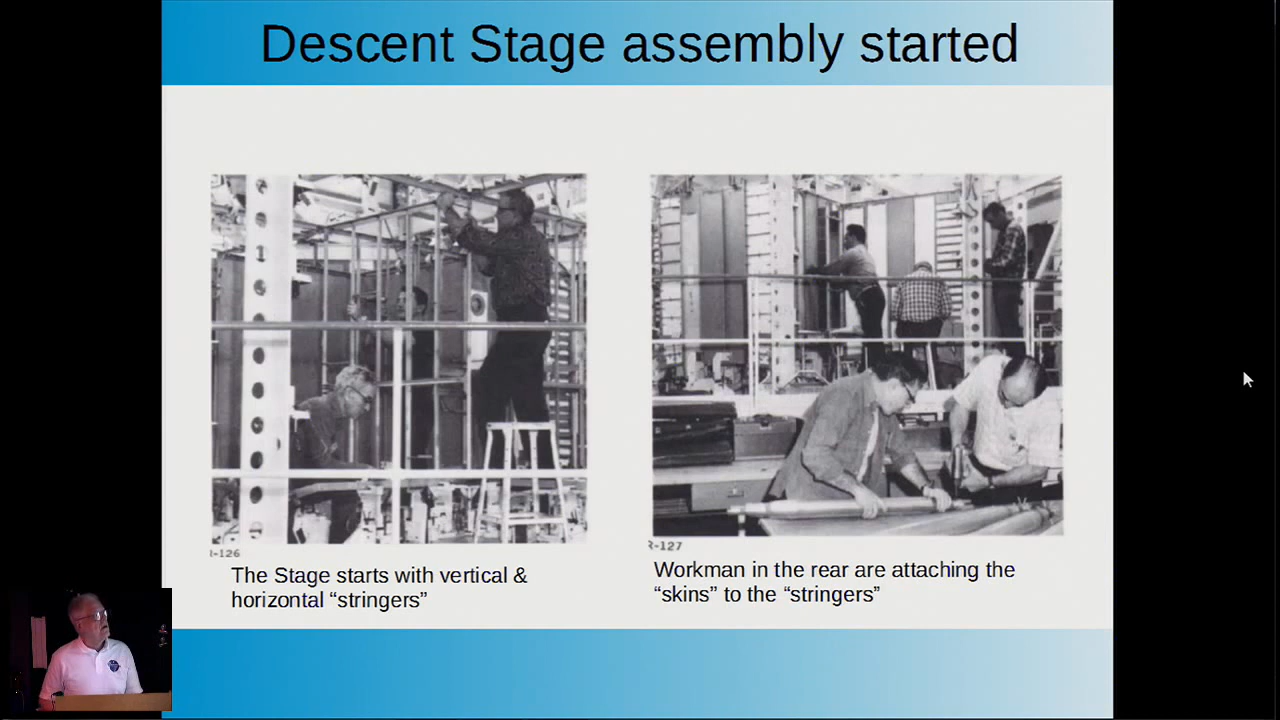 Descent Stage assembly started
R-126
The Stage starts with vertical &
horizontal “stringers”
R-127
Workman in the rear are attaching the
“skins” to the “stringers”